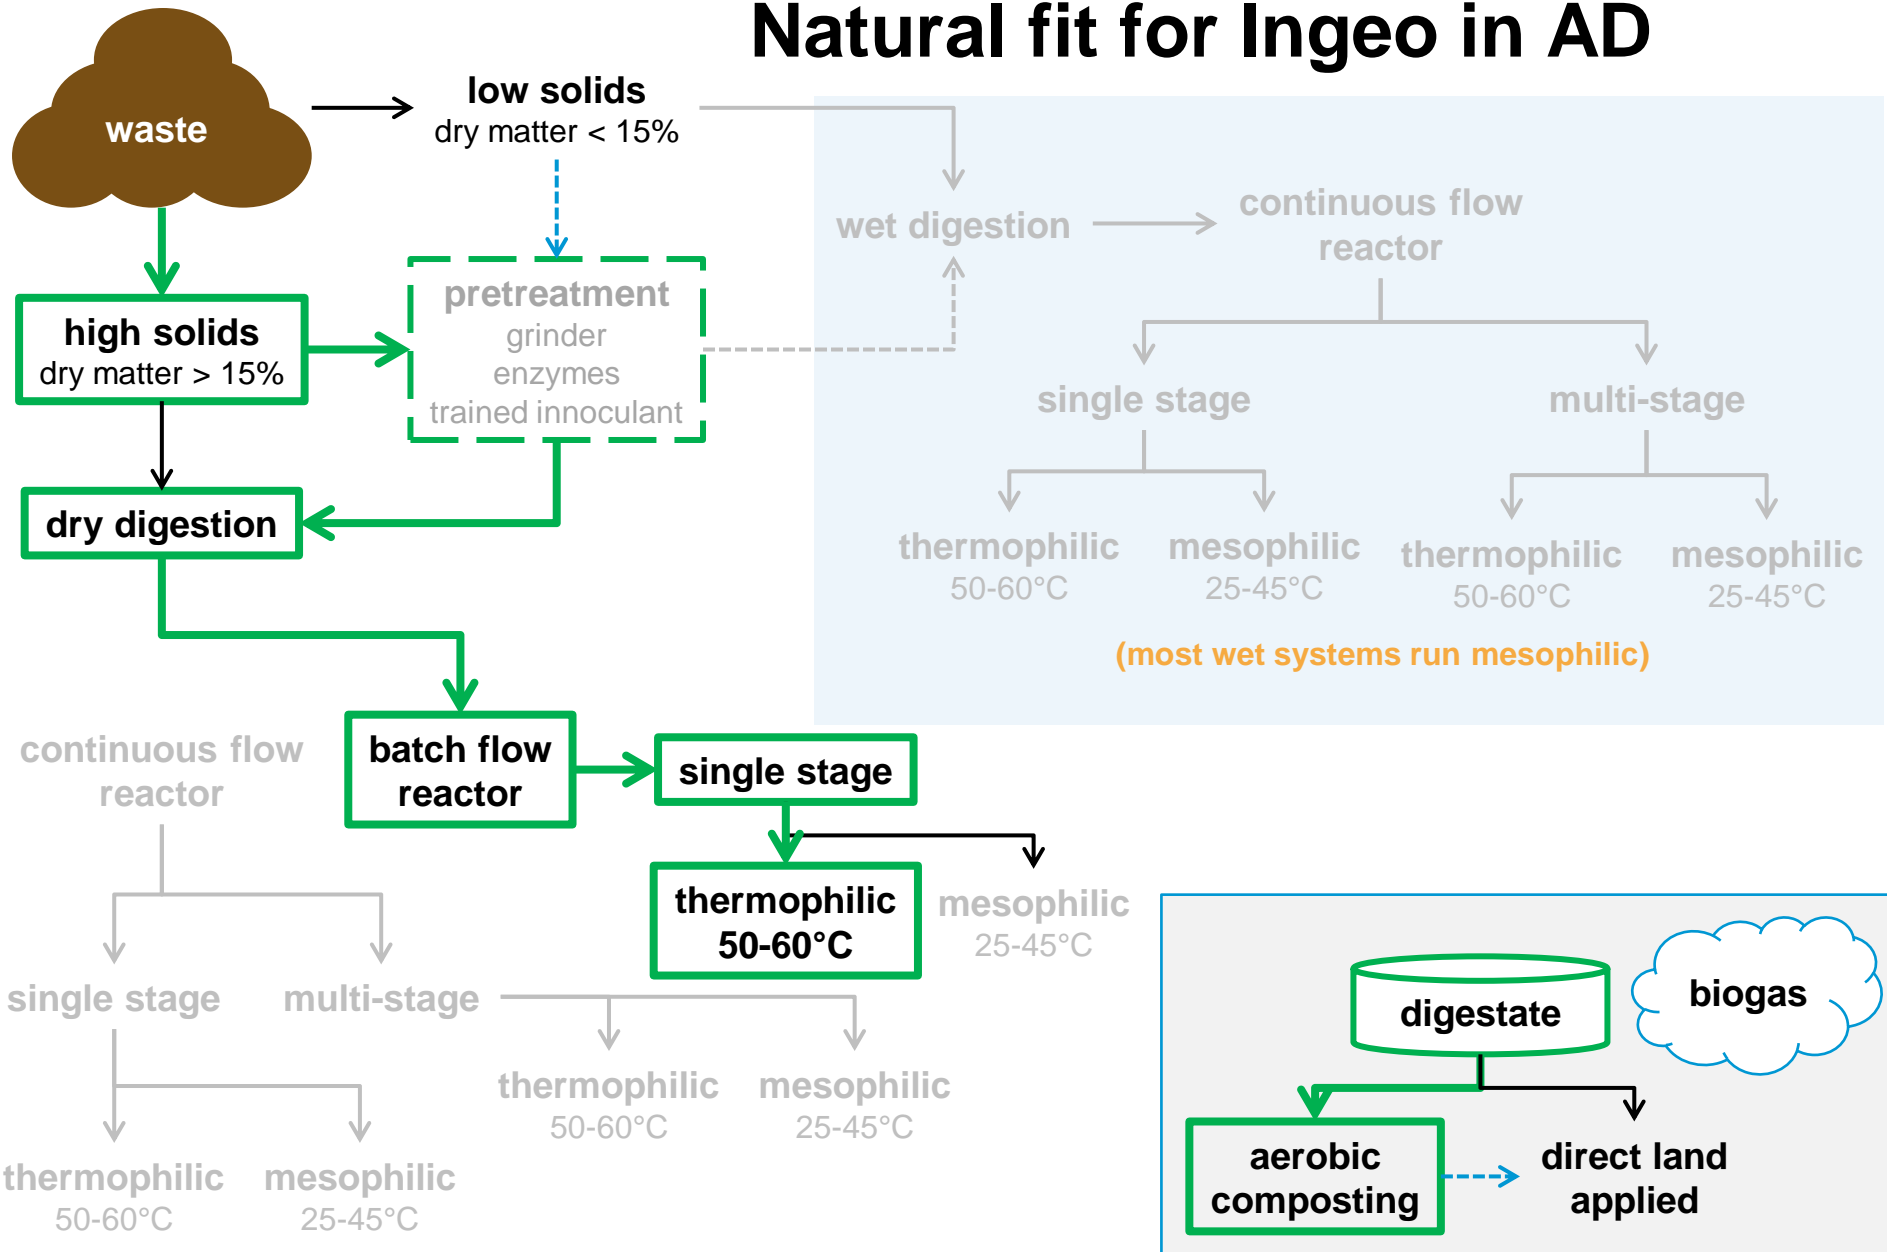 Natural fit for Ingeo in AD
waste
low solids
dry matter < 15%
high solids
dry matter > 15%
pretreatment
grinder
enzymes
trained innoculant
dry digestion
wet digestion
continuous flow
reactor
single stage
multi-stage
thermophilic
50-60°C
mesophilic
25-45°C
thermophilic
50-60°C
mesophilic
25-45°C
(most wet systems run mesophilic)
continuous flow
reactor
batch flow
reactor
single stage
thermophilic
50-60°C
mesophilic
25-45°C
single stage
multi-stage
thermophilic
50-60°C
mesophilic
25-45°C
thermophilic
50-60°C
mesophilic
25-45°C
digestate
biogas
aerobic
composting
direct land
applied